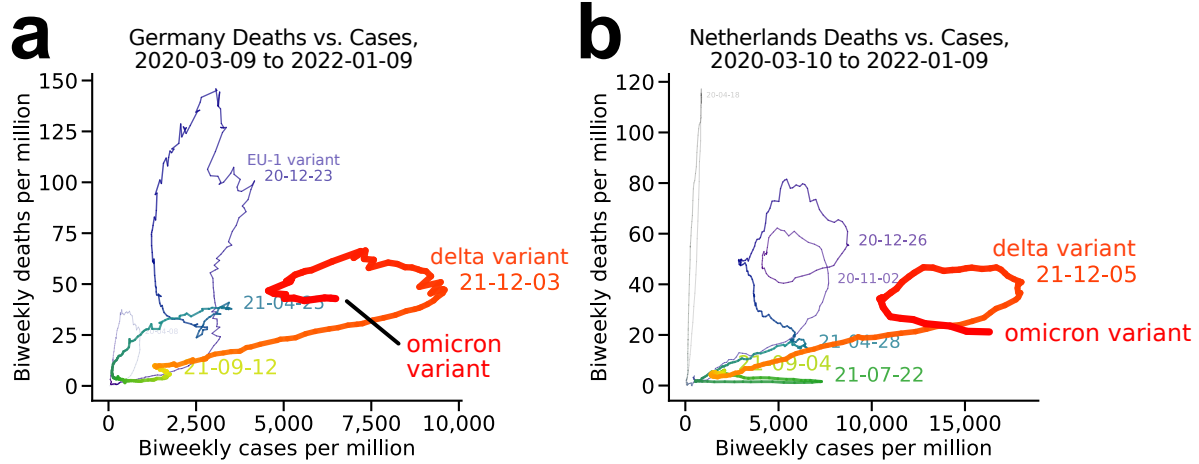 a
Germany Deaths vs. Cases,
2020-03-09 to 2022-01-09
Biweekly deaths per million
150
125
100
75
50
25
0
EU-1 variant
20-12-23
delta variant
21-12-03
21-09-12
omicron
variant
0
2,500
5,000
7,500
10,000
Biweekly cases per million
b
Netherlands Deaths vs. Cases,
2020-03-10 to 2022-01-09
Biweekly deaths per million
120
100
80
60
40
20
0
20-04-18
20-12-26
20-11-02
delta variant
21-12-05
omicron variant
21-04-28
21-09-04
21-07-22
0
5,000
10,000
15,000
Biweekly cases per million